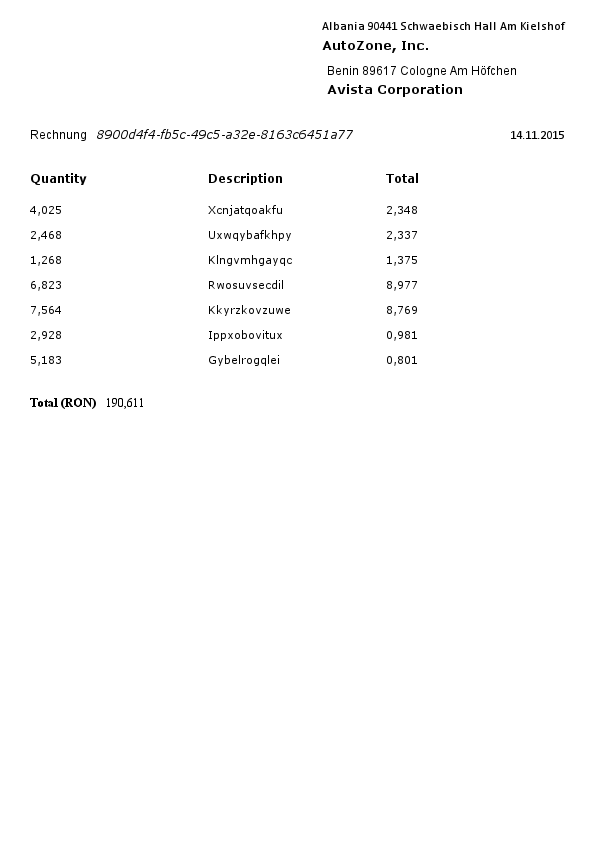 Albania 90441 Schwaebisch Hall Am Kielshof
AutoZone, Inc.
Benin 89617 Cologne Am Höfchen
Avista Corporation
Rechnung 8900d4f4-fb5c-49c5-a32e-8163c6451a77 14.11.2015
Quantity Description Total
4,025 Xcnjatqoakfu 2,348
2,468 Uxwqybafkhpy 2,337
1,268 Klngvmhgayqc 1,375
6,823 Rwosuvsecdil 8,977
7,564 Kkyrzkovzuwe 8,769
2,928 Ippxobovitux 0,981
5,183 Gybelrogqlei 0,801
Total (RON) 190,611